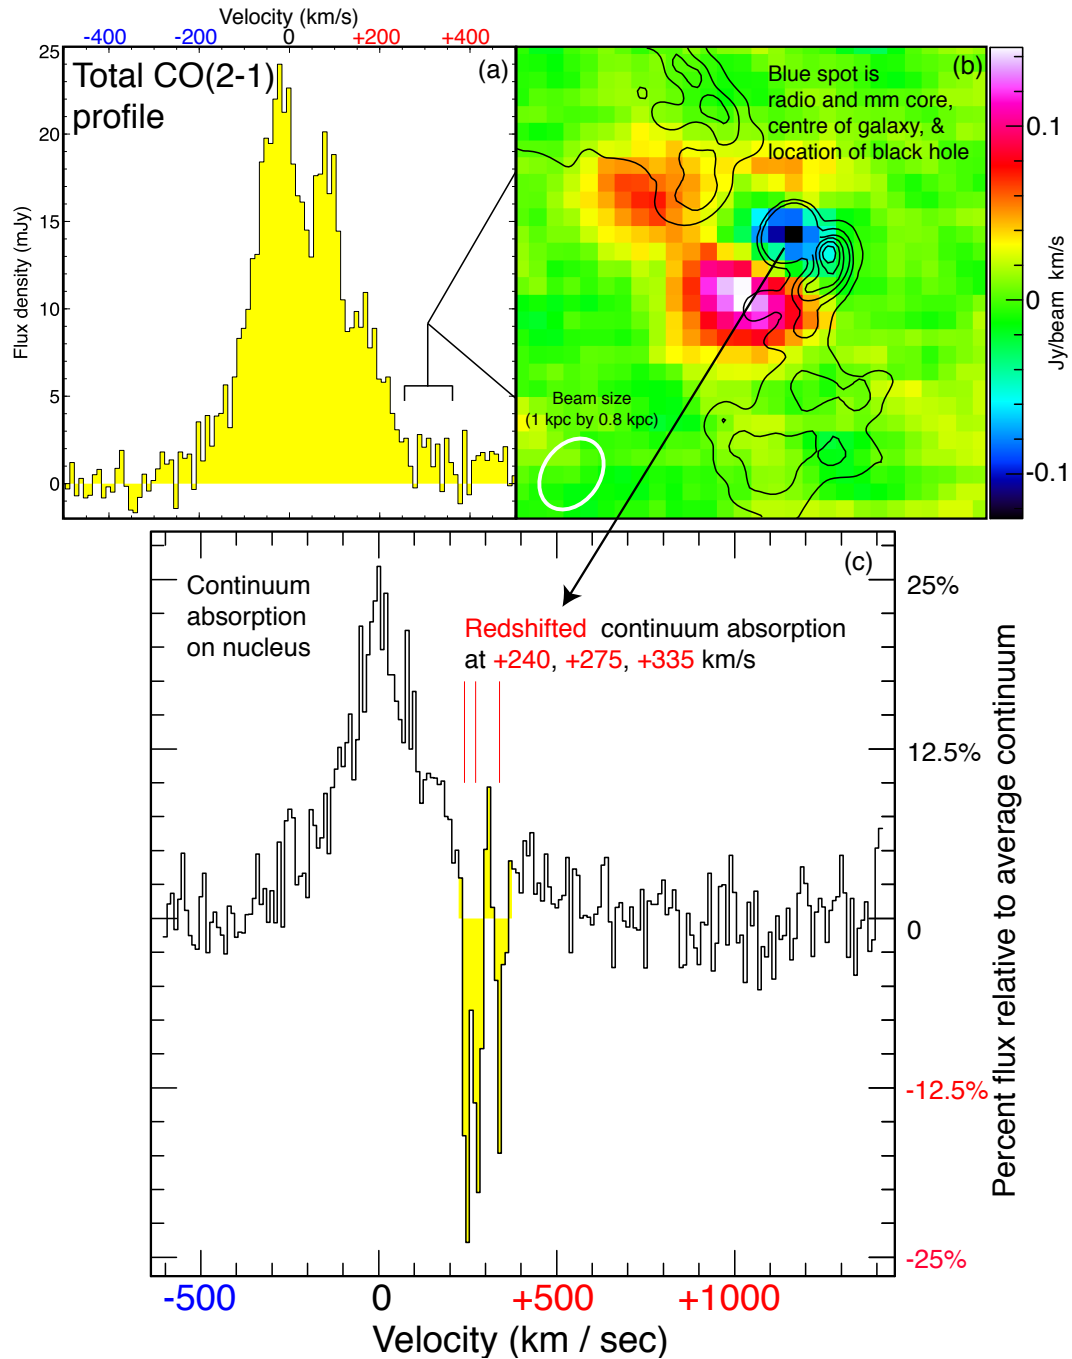 Velocity (km/s)
-400 -200 0 +200 +400
25
20
15
10
5
0
Flux density (mJy)
Total CO(2-1)
profile
(a)
(b)
Blue spot is
radio and mm core,
centre of galaxy, &
location of black hole
Beam size
(1 kpc by 0.8 kpc)
0.1
0
-0.1
Jy/beam km/s
(c)
Continuum
absorption
on nucleus
Redshifted continuum absorption
at +240, +275, +335 km/s
25%
12.5%
0
-12.5%
-25%
Percent flux relative to average continuum
-500 0 +500 +1000
Velocity (km / sec)